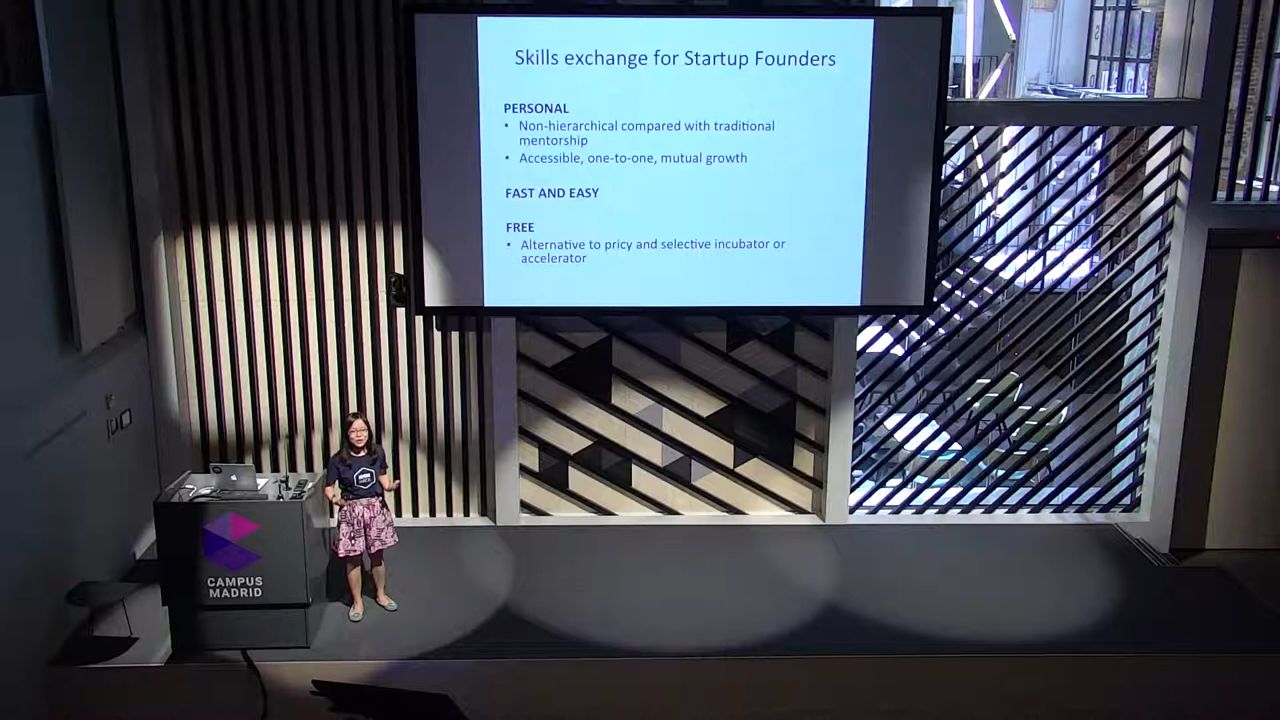 Skills exchange for Startup Founders
PERSONAL
• Non-hierarchical compared with traditional
mentorship
• Accessible, one-to-one, mutual growth
FAST AND EASY
FREE
• Alternative to pricy and selective incubator or
accelerator
CAMPUS
MADRID